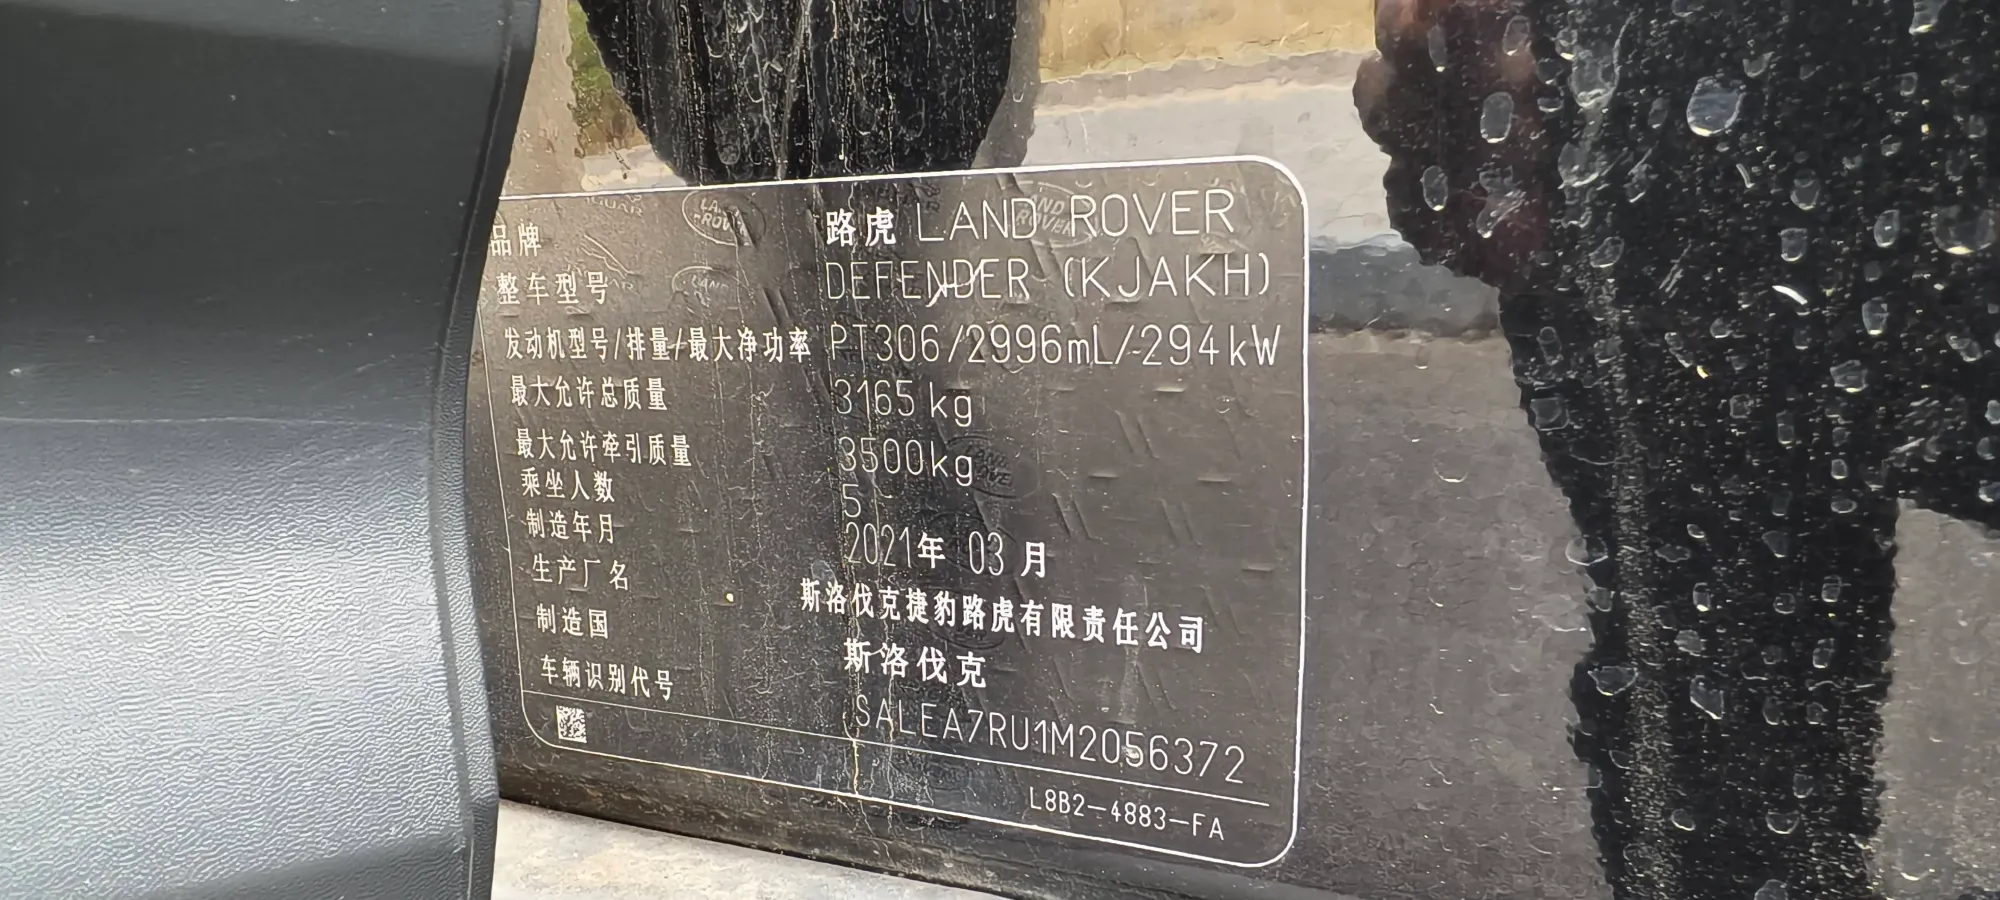 品牌 路虎 LAND ROVER
整车型号 DEFENDER (KJAKH)
发动机型号/排量/最大净功率 PT306/2996mL/-294kW
最大允许总质量 3165 kg
最大允许牵引质量 3500kg
乘坐人数 5
制造年月 2021年 03 月
生产厂名 斯洛伐克捷豹路虎有限责任公司
制造国 斯洛伐克
车辆识别代号 SALEA7RU1M2056372
L8B2-4883-FA